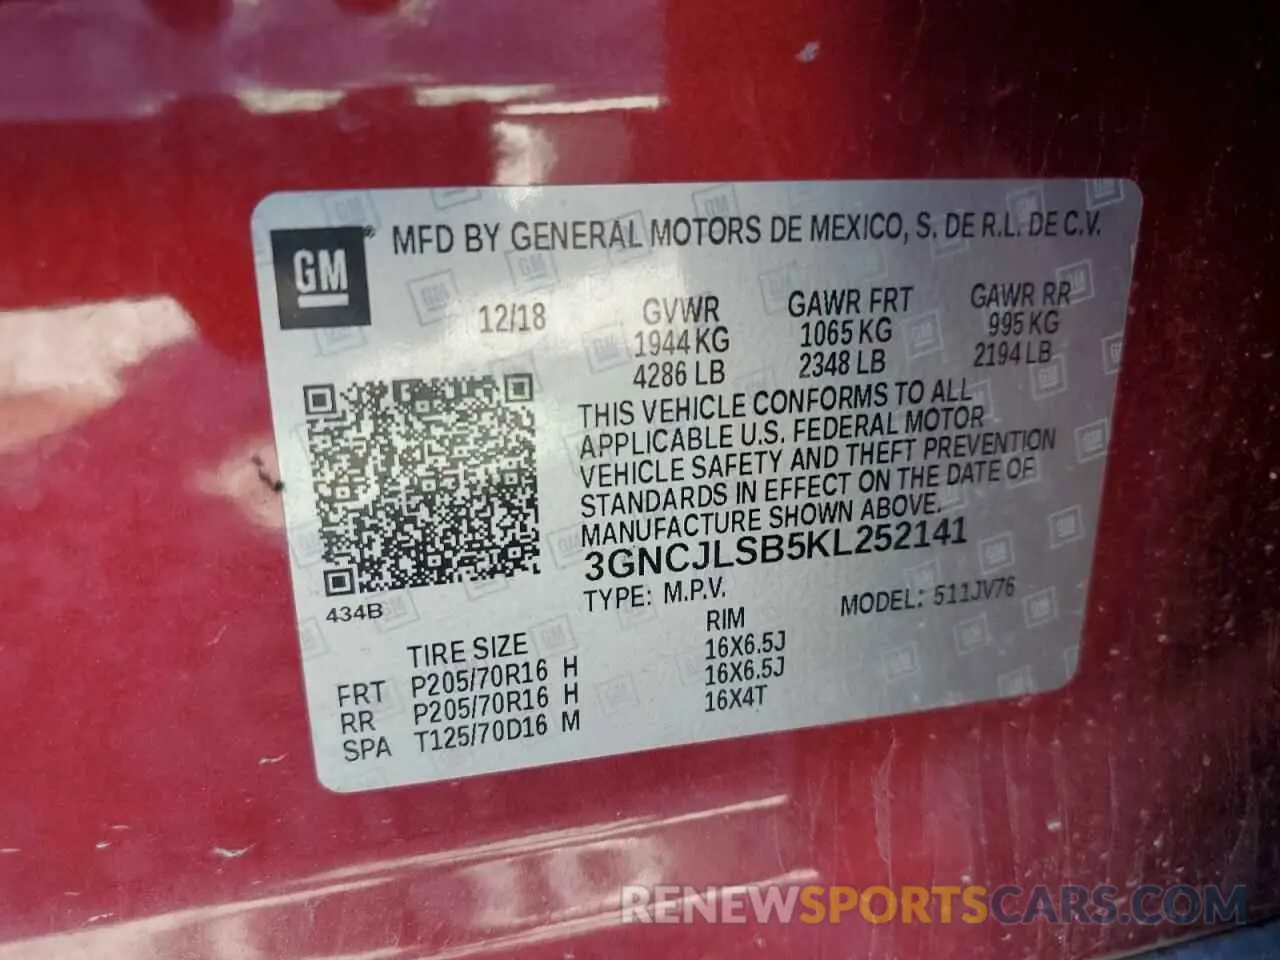 GM ® MFD BY GENERAL MOTORS DE MEXICO, S. DE R.L. DE C.V.
12/18 GVWR GAWR FRT GAWR RR
1944 KG 1065 KG 995 KG
4286 LB 2348 LB 2194 LB
THIS VEHICLE CONFORMS TO ALL
APPLICABLE U.S. FEDERAL MOTOR
VEHICLE SAFETY AND THEFT PREVENTION
STANDARDS IN EFFECT ON THE DATE OF
MANUFACTURE SHOWN ABOVE.
3GNCJLSB5KL252141
TYPE: M.P.V. MODEL: 511JV76
434B
TIRE SIZE RIM
FRT P205/70R16 H 16X6.5J
RR P205/70R16 H 16X6.5J
SPA T125/70D16 M 16X4T
RENEWSPORTSCARS.COM